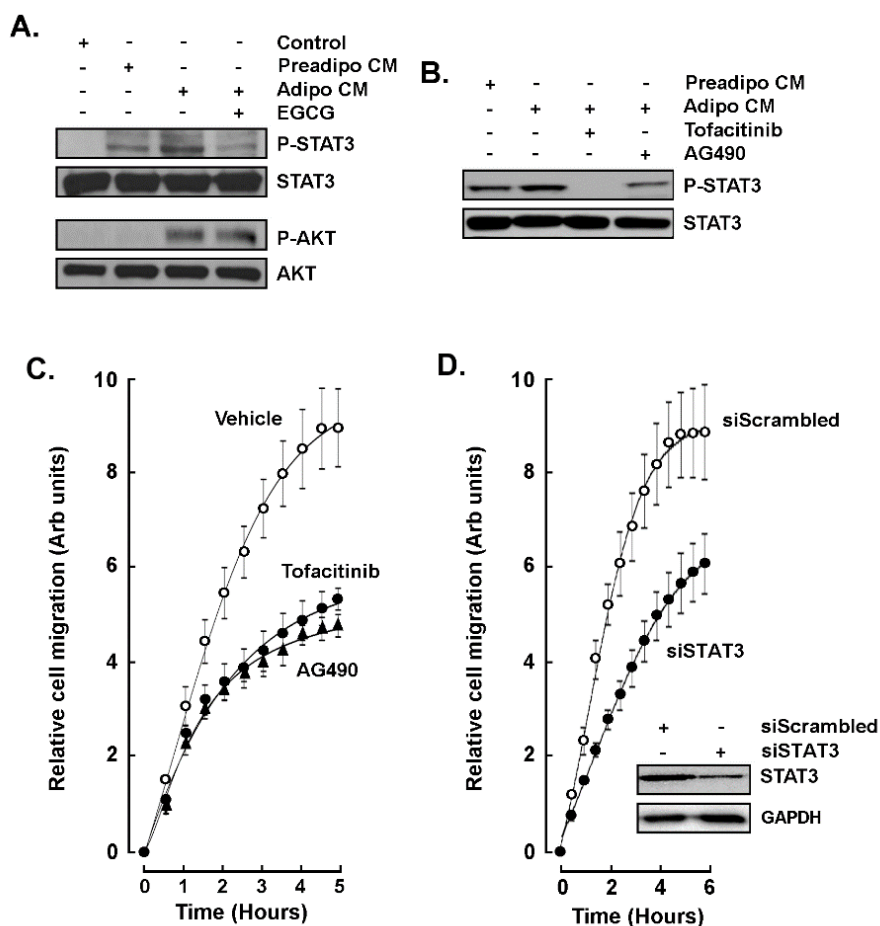 A.
+ - - - Control
- + - - Preadipo CM
- - + + Adipo CM
- - - + EGCG
P-STAT3
STAT3
P-AKT
AKT
B.
+ - - - Preadipo CM
- + + + Adipo CM
- - + - Tofacitinib
- - - + AG490
P-STAT3
STAT3
C.
Relative cell migration (Arb units)
10
8
6
4
2
0
Vehicle
Tofacitinib
AG490
0 1 2 3 4 5
Time (Hours)
D.
Relative cell migration (Arb units)
10
8
6
4
2
0
siScrambled
siSTAT3
+ - siScrambled
- + siSTAT3
STAT3
GAPDH
0 2 4 6
Time (Hours)